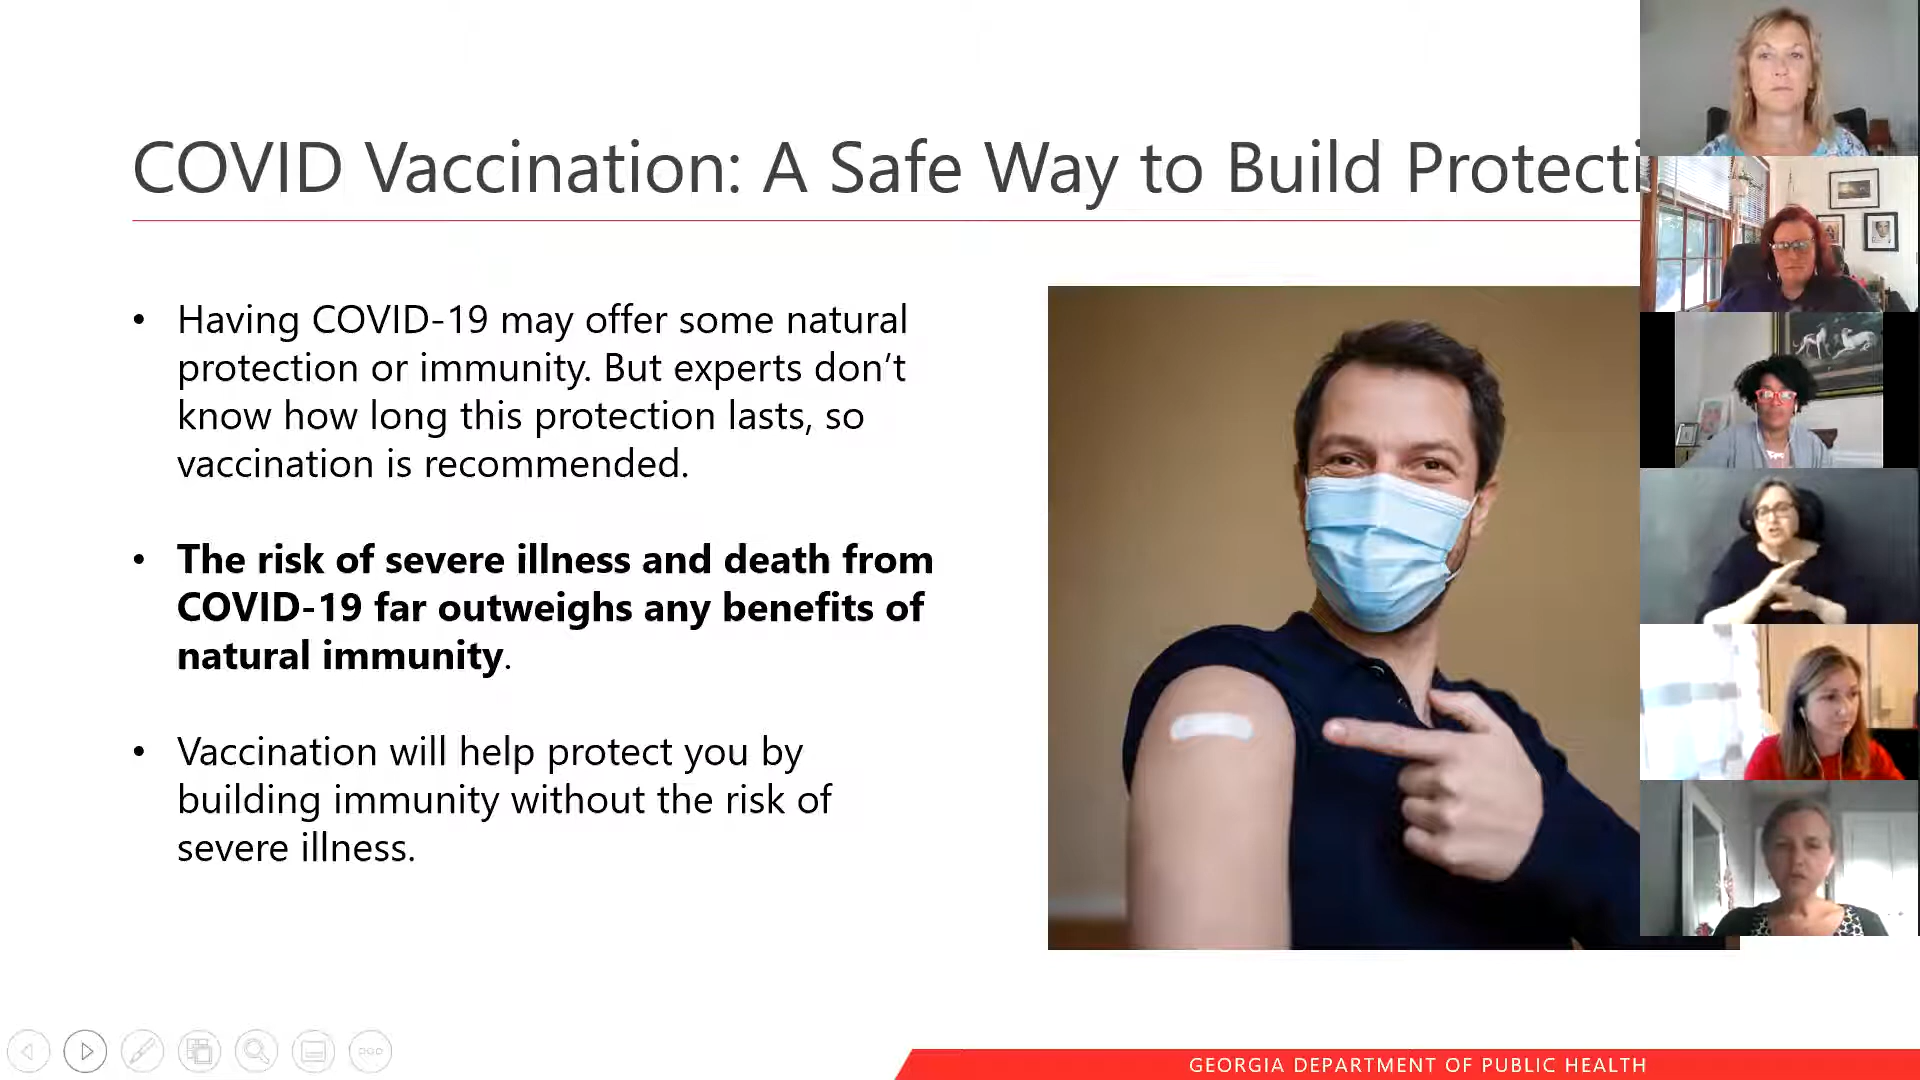 COVID Vaccination: A Safe Way to Build Protecti
• Having COVID-19 may offer some natural
protection or immunity. But experts don’t
know how long this protection lasts, so
vaccination is recommended.
• The risk of severe illness and death from
COVID-19 far outweighs any benefits of
natural immunity.
• Vaccination will help protect you by
building immunity without the risk of
severe illness.
GEORGIA DEPARTMENT OF PUBLIC HEALTH